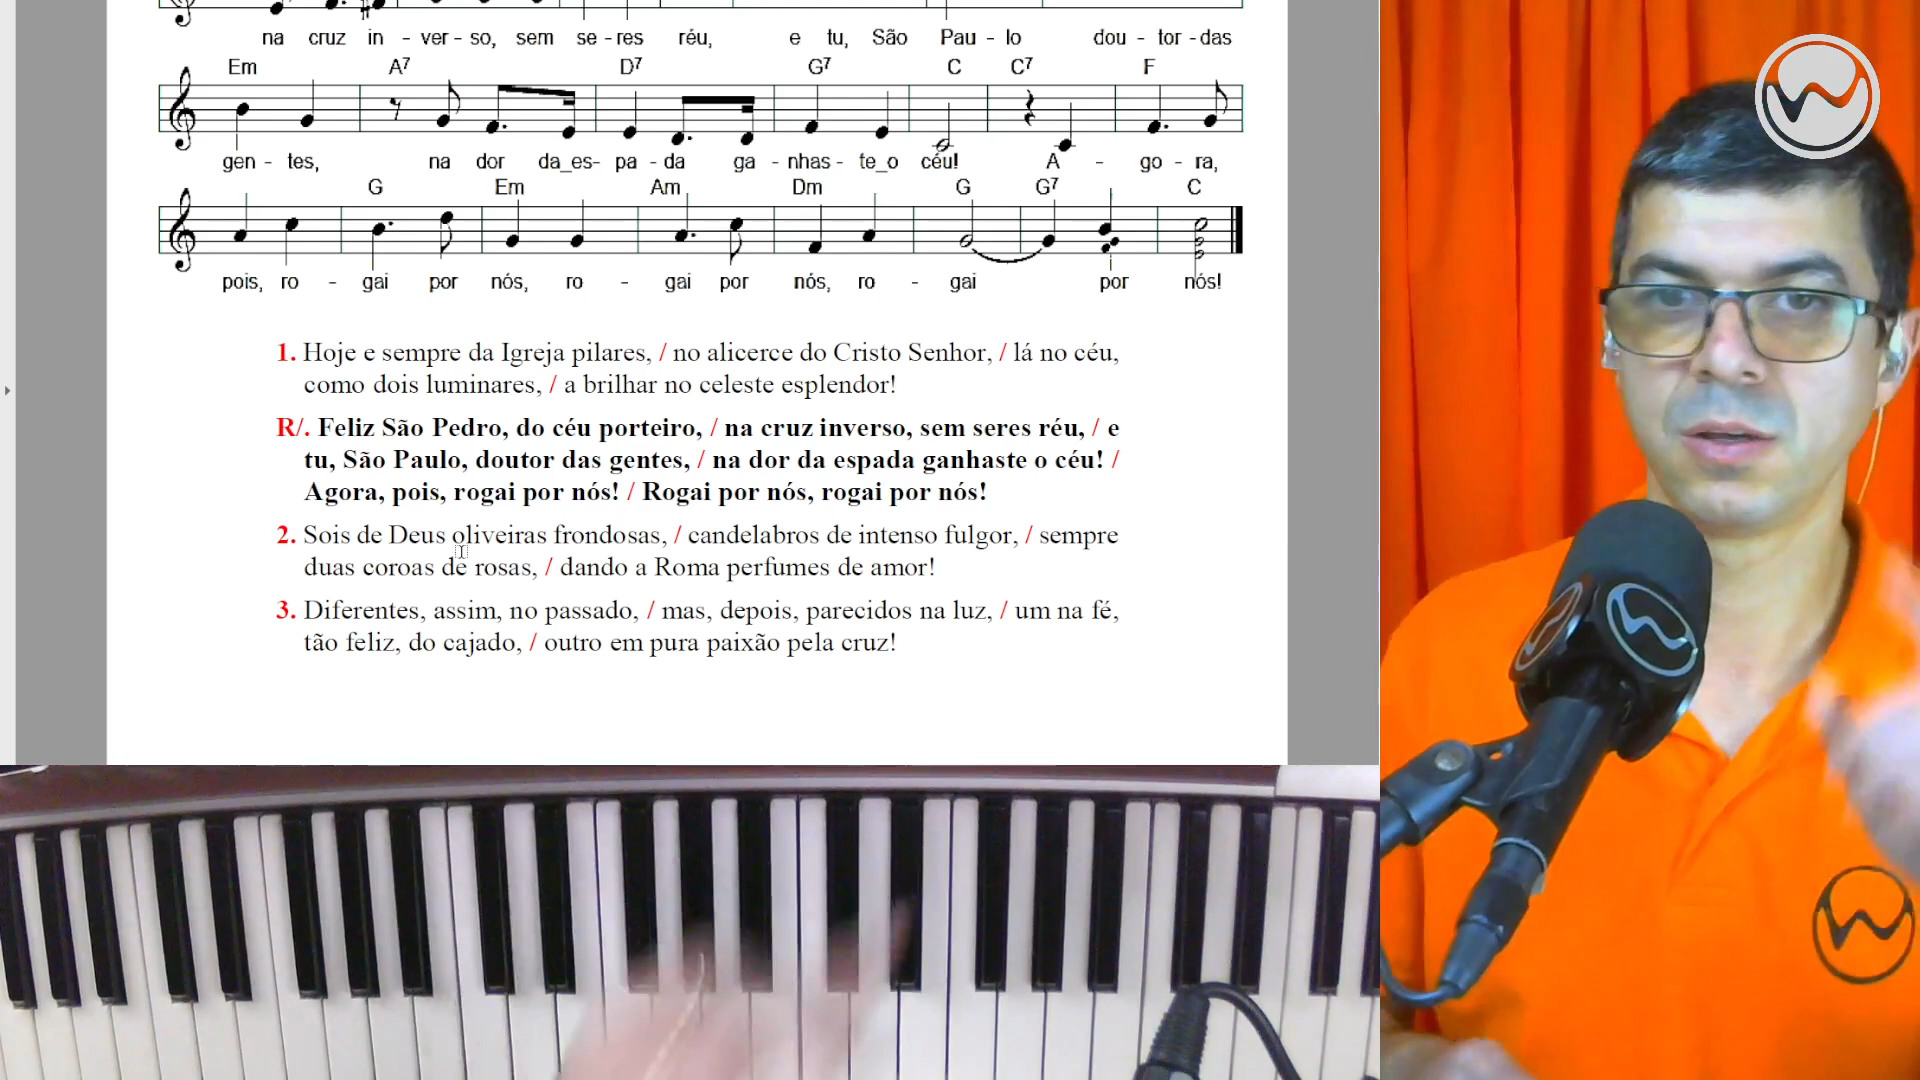 na cruz in - ver - so, sem se - res réu, e tu, São Pau - lo dou - tor - das
Em A7 D7 G7 C C7 F
gen - tes, na dor da_es- pa - da ga - nhas - te_o céu! A - go - ra,
G Em Am Dm G G7 C
pois, ro - gai por nós, ro - gai por nós, ro - gai por nós!
1. Hoje e sempre da Igreja pilares, / no alicerce do Cristo Senhor, / lá no céu,
como dois luminares, / a brilhar no celeste esplendor!
R/. Feliz São Pedro, do céu porteiro, / na cruz inverso, sem seres réu, / e
tu, São Paulo, doutor das gentes, / na dor da espada ganhaste o céu! /
Agora, pois, rogai por nós! / Rogai por nós, rogai por nós!
2. Sois de Deus oliveiras frondosas, / candelabros de intenso fulgor, / sempre
duas coroas de rosas, / dando a Roma perfumes de amor!
3. Diferentes, assim, no passado, / mas, depois, parecidos na luz, / um na fé,
tão feliz, do cajado, / outro em pura paixão pela cruz!